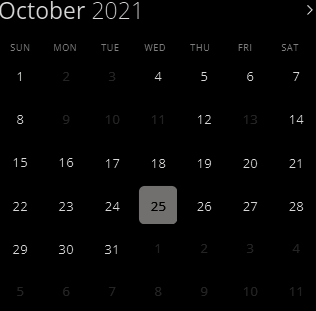 October 2021
SUN MON TUE WED THU FRI SAT
1 2 3 4 5 6 7
8 9 10 11 12 13 14
15 16 17 18 19 20 21
22 23 24 25 26 27 28
29 30 31 1 2 3 4
5 6 7 8 9 10 11